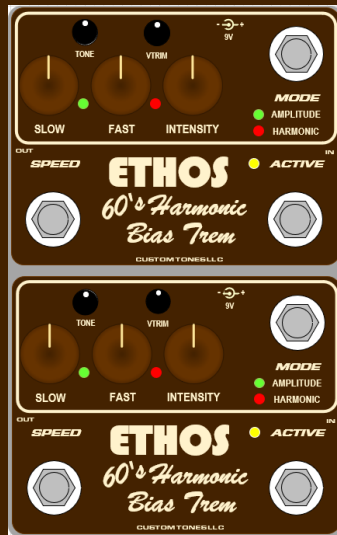 9V
TONE
VTRIM
MODE
AMPLITUDE
HARMONIC
SLOW
FAST
INTENSITY
OUT
IN
SPEED
ETHOS
ACTIVE
60's Harmonic
Bias Trem
CUSTOMTONESLLC
9V
TONE
VTRIM
MODE
AMPLITUDE
HARMONIC
SLOW
FAST
INTENSITY
OUT
IN
SPEED
ETHOS
ACTIVE
60's Harmonic
Bias Trem
CUSTOMTONESLLC